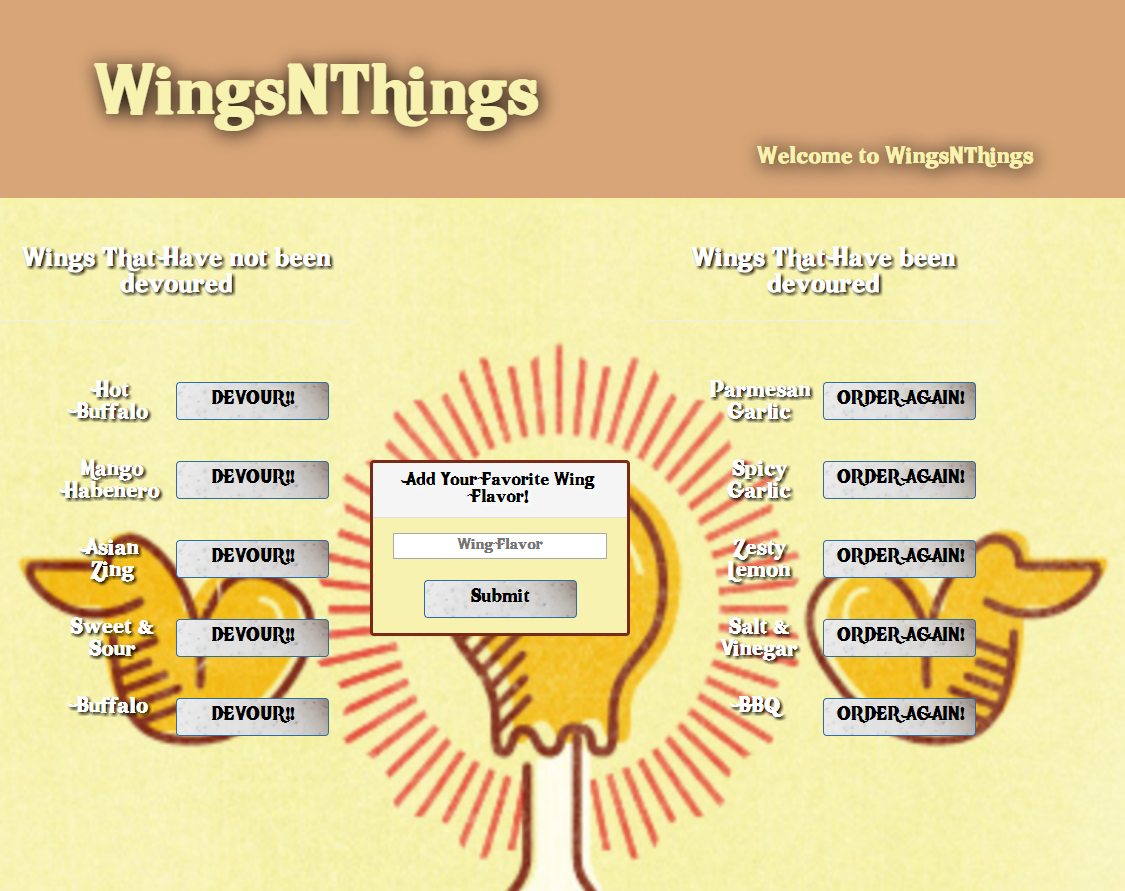 WingsNThings
Welcome to WingsNThings
Wings That Have not been
devoured
Wings That Have been
devoured
Hot
Buffalo
DEVOUR!!
Mango
Habenero
DEVOUR!!
Asian
Zing
DEVOUR!!
Sweet &
Sour
DEVOUR!!
Buffalo
DEVOUR!!
Add Your Favorite Wing
Flavor!
Wing Flavor
Submit
Parmesan
Garlic
ORDER AGAIN!
Spicy
Garlic
ORDER AGAIN!
Zesty
Lemon
ORDER AGAIN!
Salt &
Vinegar
ORDER AGAIN!
BBQ
ORDER AGAIN!